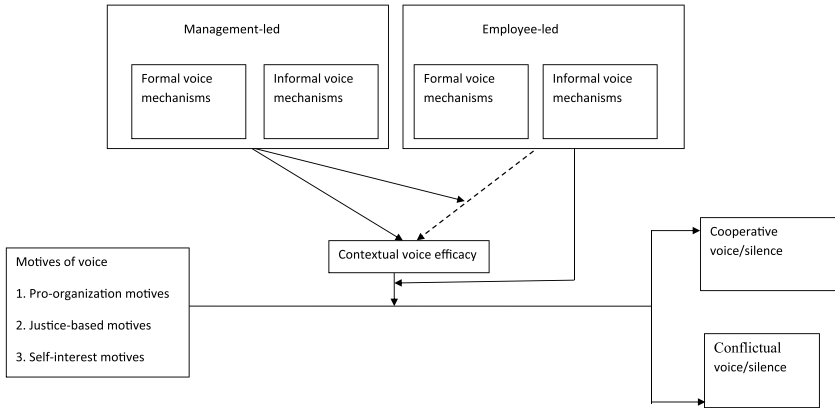 Management-led
Employee-led
Formal voice
mechanisms
Informal voice
mechanisms
Formal voice
mechanisms
Informal voice
mechanisms
Contextual voice efficacy
Motives of voice
1. Pro-organization motives
2. Justice-based motives
3. Self-interest motives
Cooperative
voice/silence
Conflictual
voice/silence